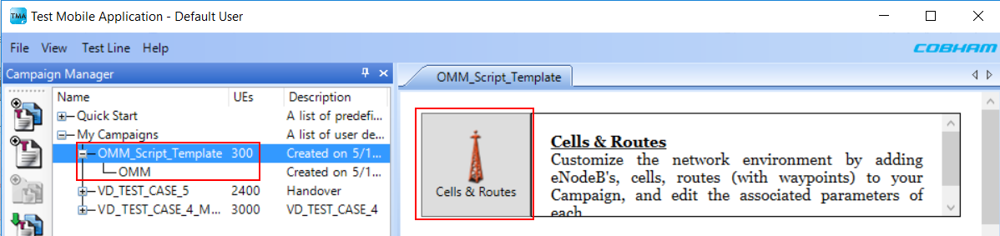 TMA Test Mobile Application - Default User
File View Test Line Help COBHAM
Campaign Manager
OMM_Script_Template
Name UEs Description
Quick Start A list of predefi...
My Campaigns A list of user de...
OMM_Script_Template 300 Created on 5/1...
OMM Created on 5/1...
VD_TEST_CASE_5 2400 Handover
VD_TEST_CASE_4_M... 3000 VD_TEST_CASE_4
Cells & Routes
Cells & Routes
Customize the network environment by adding
eNodeB's, cells, routes (with waypoints) to your
Campaign, and edit the associated parameters of
each